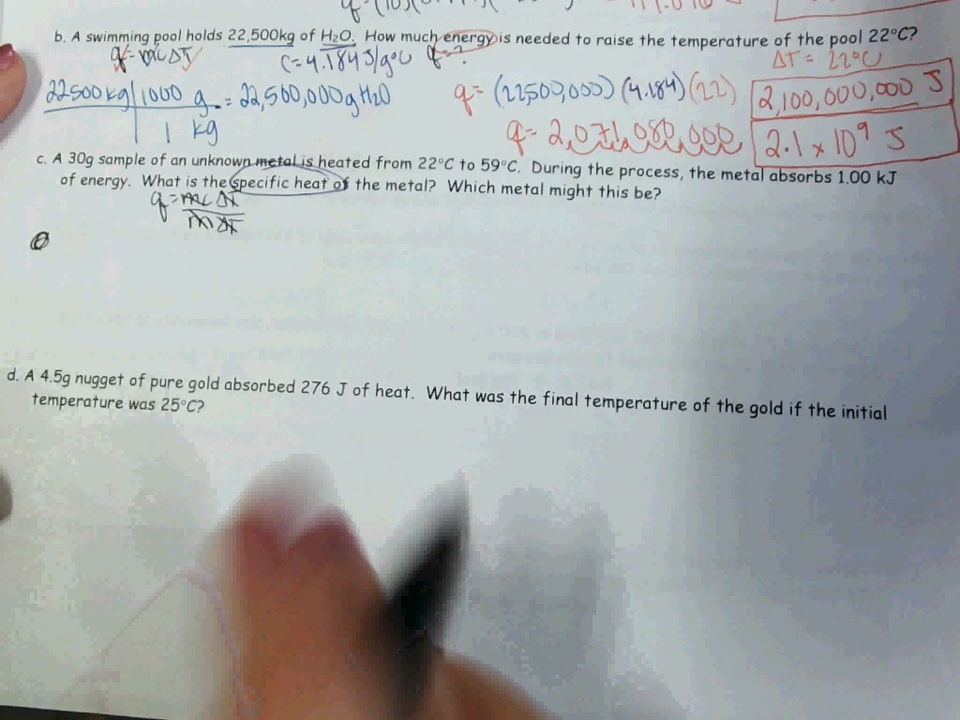 b. A swimming pool holds 22,500kg of H₂O. How much energy is needed to raise the temperature of the pool 22°C?
q=mCΔT C=4.184J/g°C q=? ΔT = 22°C
22500 kg | 1000 g = 22,500,000g H₂O
1 kg
q= (22,500,000) (4.184) (22)
2,100,000,000 J
q= 2,071,080,000
2.1 x 10⁹ J
c. A 30g sample of an unknown metal is heated from 22°C to 59°C. During the process, the metal absorbs 1.00 kJ
of energy. What is the specific heat of the metal? Which metal might this be?
q=mCΔT
mΔT
d. A 4.5g nugget of pure gold absorbed 276 J of heat. What was the final temperature of the gold if the initial
temperature was 25°C?